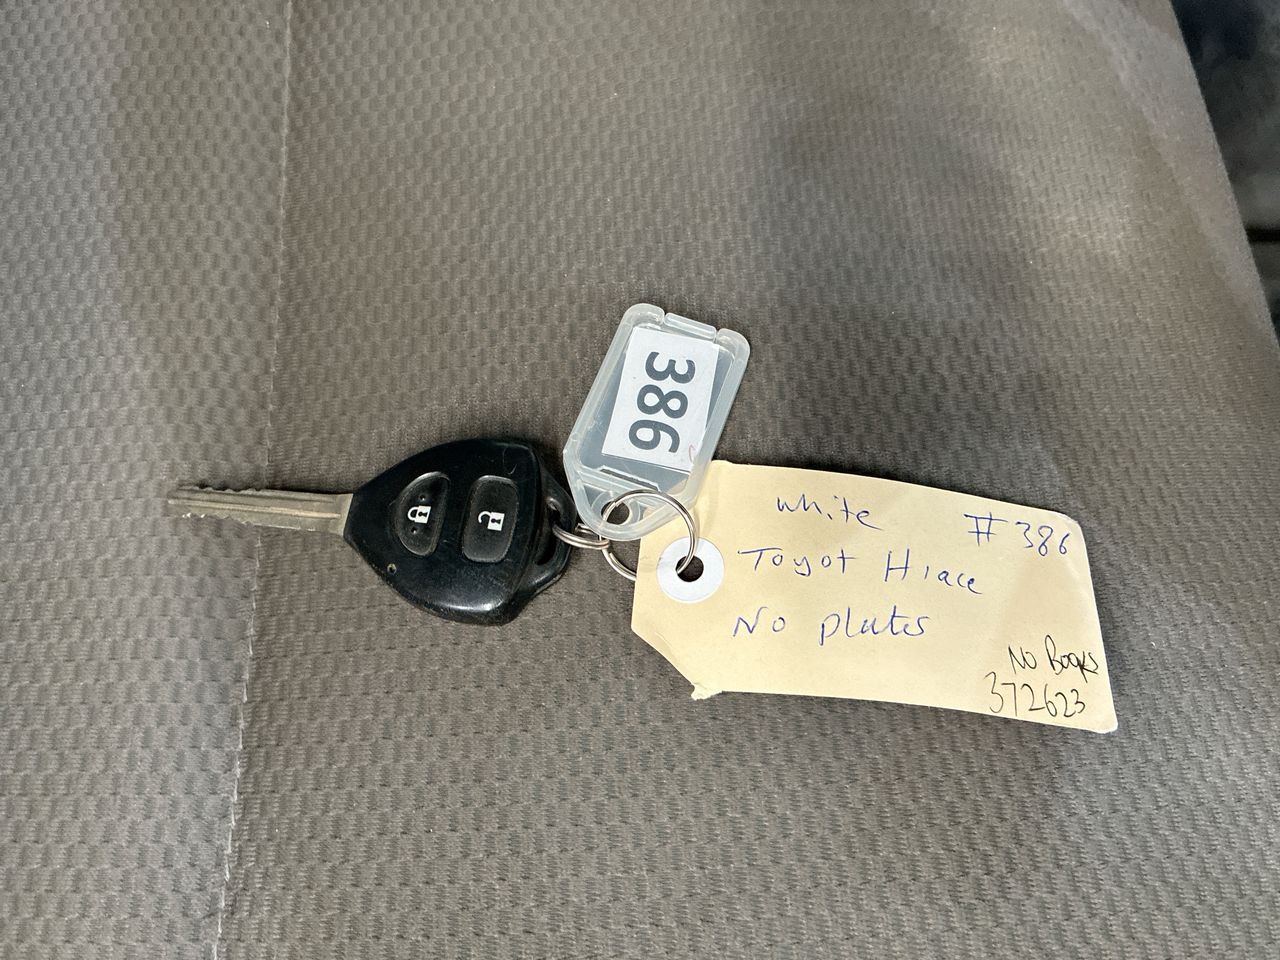 386
White
#386
Toyot Hiace
No plates
No Books
372623